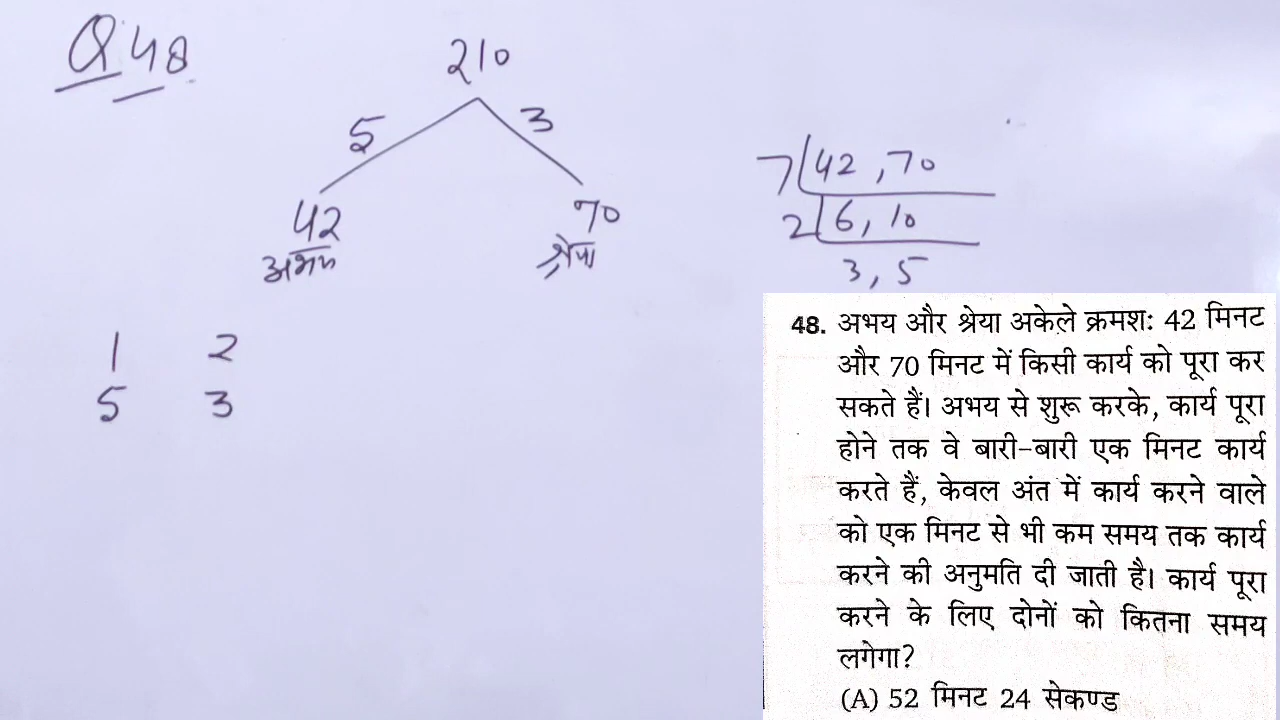 Q 48
210
5 3
42 70
अभय श्रेया
7 42, 70
2 6, 10
3, 5
1 2
5 3
48. अभय और श्रेया अकेले क्रमशः 42 मिनट
और 70 मिनट में किसी कार्य को पूरा कर
सकते हैं। अभय से शुरू करके, कार्य पूरा
होने तक वे बारी-बारी एक मिनट कार्य
करते हैं, केवल अंत में कार्य करने वाले
को एक मिनट से भी कम समय तक कार्य
करने की अनुमति दी जाती है। कार्य पूरा
करने के लिए दोनों को कितना समय
लगेगा?
(A) 52 मिनट 24 सेकण्ड